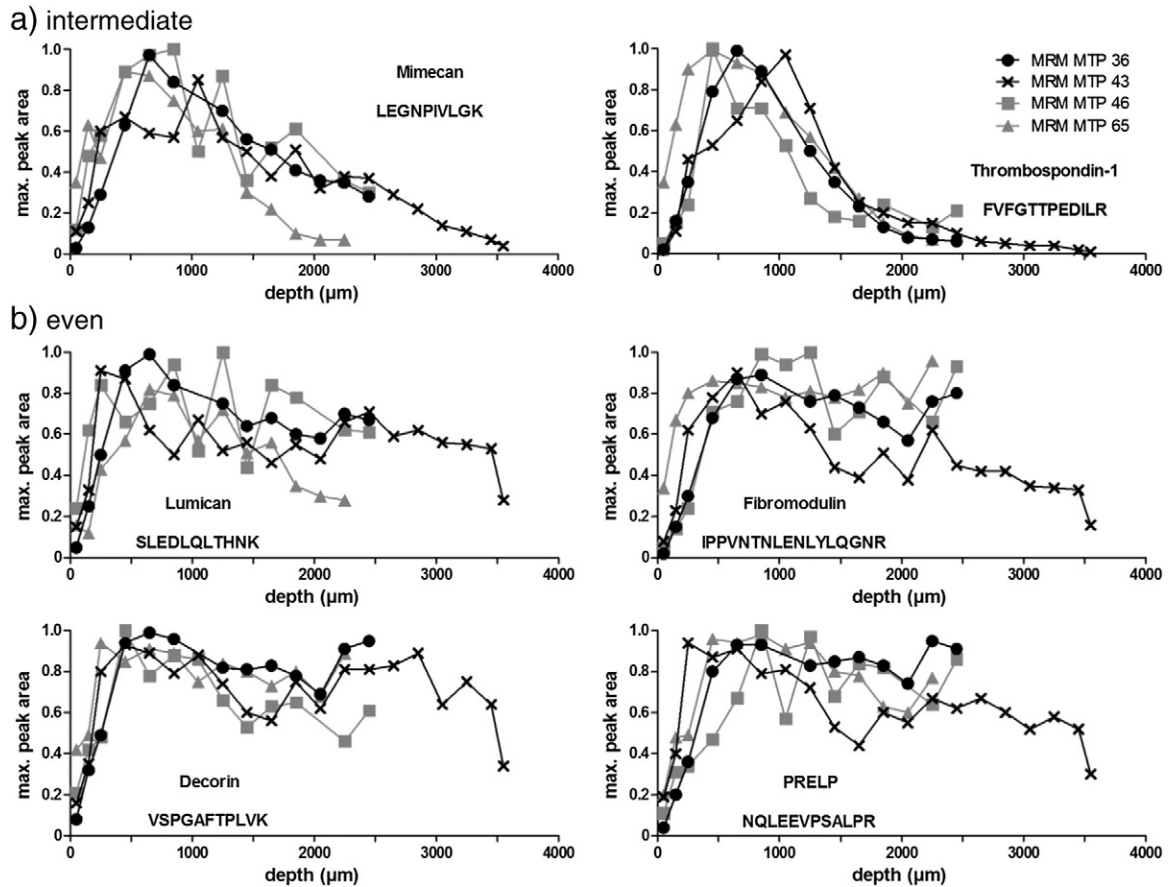 a) intermediate
max. peak area
1.0
0.8
0.6
0.4
0.2
0
0
1000
2000
3000
4000
depth (µm)
Mimecan
LEGNPIVLGK
max. peak area
1.0
0.8
0.6
0.4
0.2
0
0
1000
2000
3000
4000
depth (µm)
MRM MTP 36
MRM MTP 43
MRM MTP 46
MRM MTP 65
Thrombospondin-1
FVFGTTPEDILR
b) even
max. peak area
1.0
0.8
0.6
0.4
0.2
0
0
1000
2000
3000
4000
depth (µm)
Lumican
SLEDLQLTHNK
max. peak area
1.0
0.8
0.6
0.4
0.2
0
0
1000
2000
3000
4000
depth (µm)
Fibromodulin
IPPVNTNLENLYLQGNR
max. peak area
1.0
0.8
0.6
0.4
0.2
0
0
1000
2000
3000
4000
depth (µm)
Decorin
VSPGAFTPLVK
max. peak area
1.0
0.8
0.6
0.4
0.2
0
0
1000
2000
3000
4000
depth (µm)
PRELP
NQLEEVPSALPR